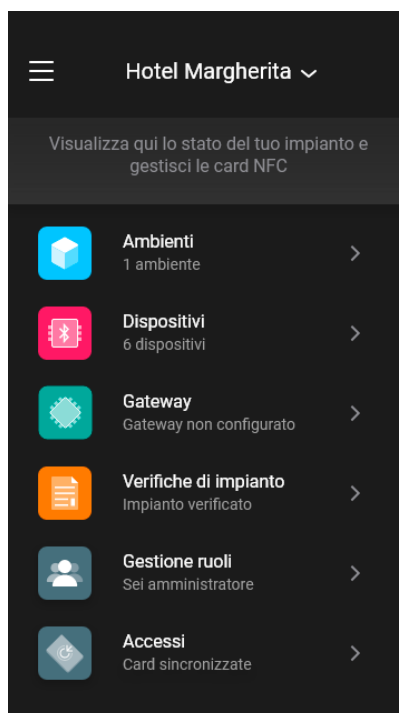 Hotel Margherita
Visualizza qui lo stato del tuo impianto e
gestisci le card NFC
Ambienti
1 ambiente
Dispositivi
6 dispositivi
Gateway
Gateway non configurato
Verifiche di impianto
Impianto verificato
Gestione ruoli
Sei amministratore
Accessi
Card sincronizzate